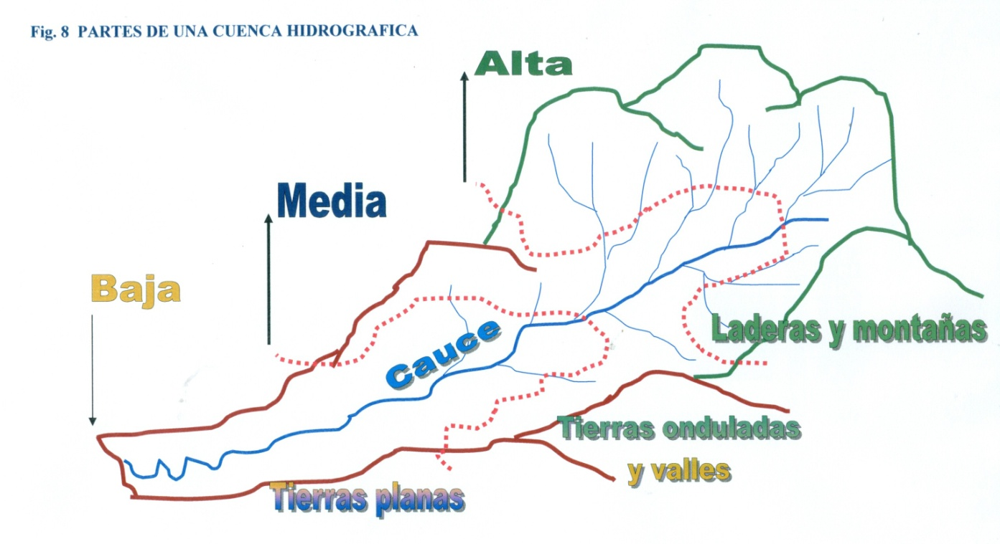 Fig. 8 PARTES DE UNA CUENCA HIDROGRAFICA
Alta
Media
Baja
Cauce
Laderas y montañas
Tierras onduladas
y valles
Tierras planas